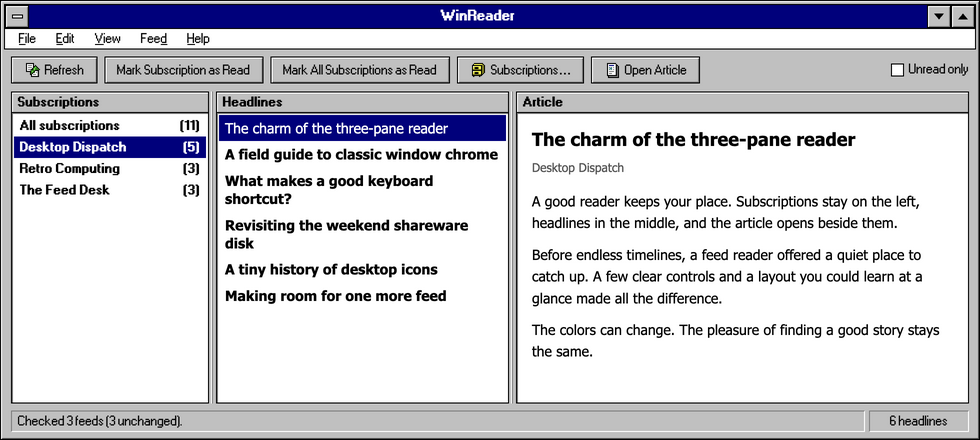 WinReader
File Edit View Feed Help
Refresh Mark Subscription as Read Mark All Subscriptions as Read Subscriptions... Open Article Unread only
Subscriptions
All subscriptions (11)
Desktop Dispatch (5)
Retro Computing (3)
The Feed Desk (3)
Headlines
The charm of the three-pane reader
A field guide to classic window chrome
What makes a good keyboard
shortcut?
Revisiting the weekend shareware
disk
A tiny history of desktop icons
Making room for one more feed
Article
The charm of the three-pane reader
Desktop Dispatch
A good reader keeps your place. Subscriptions stay on the left,
headlines in the middle, and the article opens beside them.
Before endless timelines, a feed reader offered a quiet place to
catch up. A few clear controls and a layout you could learn at a
glance made all the difference.
The colors can change. The pleasure of finding a good story stays
the same.
Checked 3 feeds (3 unchanged).
6 headlines